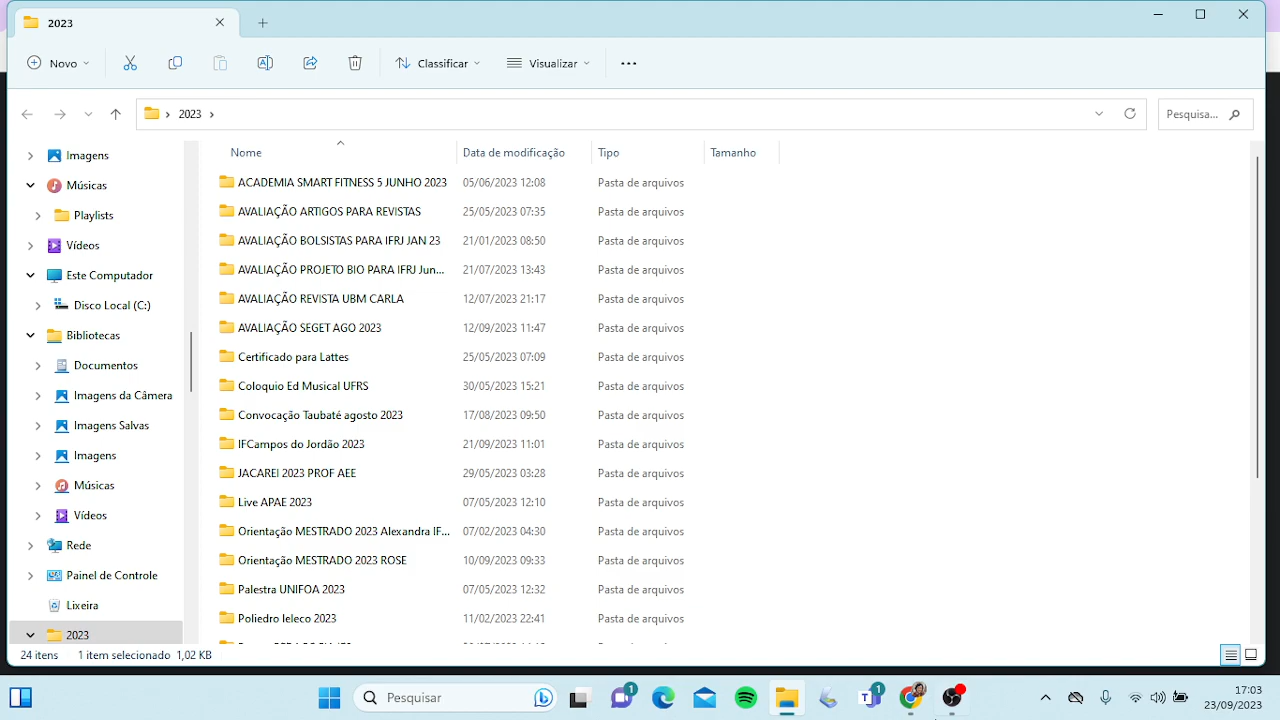 2023
Novo
Classificar
Visualizar
2023
Pesquisa...
Imagens
Músicas
Playlists
Vídeos
Este Computador
Disco Local (C:)
Bibliotecas
Documentos
Imagens da Câmera
Imagens Salvas
Imagens
Músicas
Vídeos
Rede
Painel de Controle
Lixeira
2023
Nome Data de modificação Tipo Tamanho
ACADEMIA SMART FITNESS 5 JUNHO 2023 05/06/2023 12:08 Pasta de arquivos
AVALIAÇÃO ARTIGOS PARA REVISTAS 25/05/2023 07:35 Pasta de arquivos
AVALIAÇÃO BOLSISTAS PARA IFRJ JAN 23 21/01/2023 08:50 Pasta de arquivos
AVALIAÇÃO PROJETO BIO PARA IFRJ Jun... 21/07/2023 13:43 Pasta de arquivos
AVALIAÇÃO REVISTA UBM CARLA 12/07/2023 21:17 Pasta de arquivos
AVALIAÇÃO SEGET AGO 2023 12/09/2023 11:47 Pasta de arquivos
Certificado para Lattes 25/05/2023 07:09 Pasta de arquivos
Coloquio Ed Musical UFRS 30/05/2023 15:21 Pasta de arquivos
Convocação Taubaté agosto 2023 17/08/2023 09:50 Pasta de arquivos
IFCampos do Jordão 2023 21/09/2023 11:01 Pasta de arquivos
JACAREI 2023 PROF AEE 29/05/2023 03:28 Pasta de arquivos
Live APAE 2023 07/05/2023 12:10 Pasta de arquivos
Orientação MESTRADO 2023 Alexandra IF... 07/02/2023 04:30 Pasta de arquivos
Orientação MESTRADO 2023 ROSE 10/09/2023 09:33 Pasta de arquivos
Palestra UNIFOA 2023 07/05/2023 12:32 Pasta de arquivos
Poliedro Ieleco 2023 11/02/2023 22:41 Pasta de arquivos
24 itens 1 item selecionado 1,02 KB
Pesquisar
1
1
17:03
23/09/2023